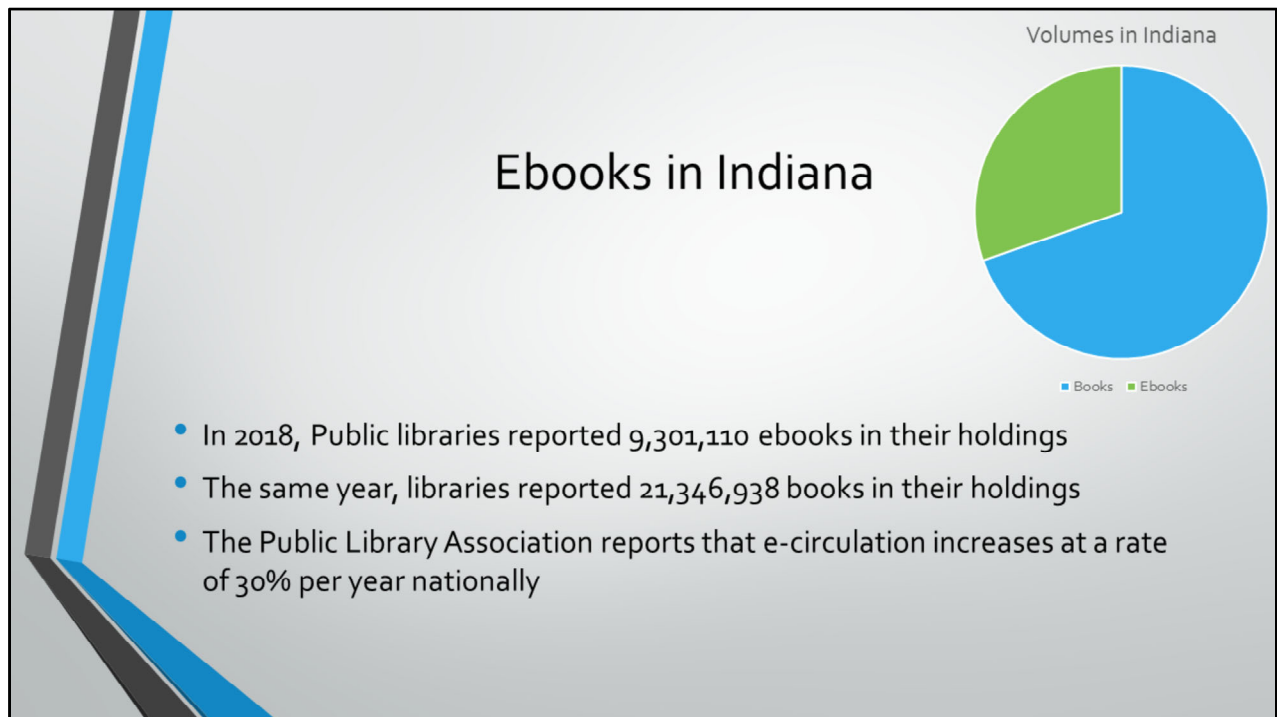 Volumes in Indiana
Ebooks in Indiana
Books Ebooks
In 2018, Public libraries reported 9,301,110 ebooks in their holdings
The same year, libraries reported 21,346,938 books in their holdings
The Public Library Association reports that e-circulation increases at a rate
of 30% per year nationally